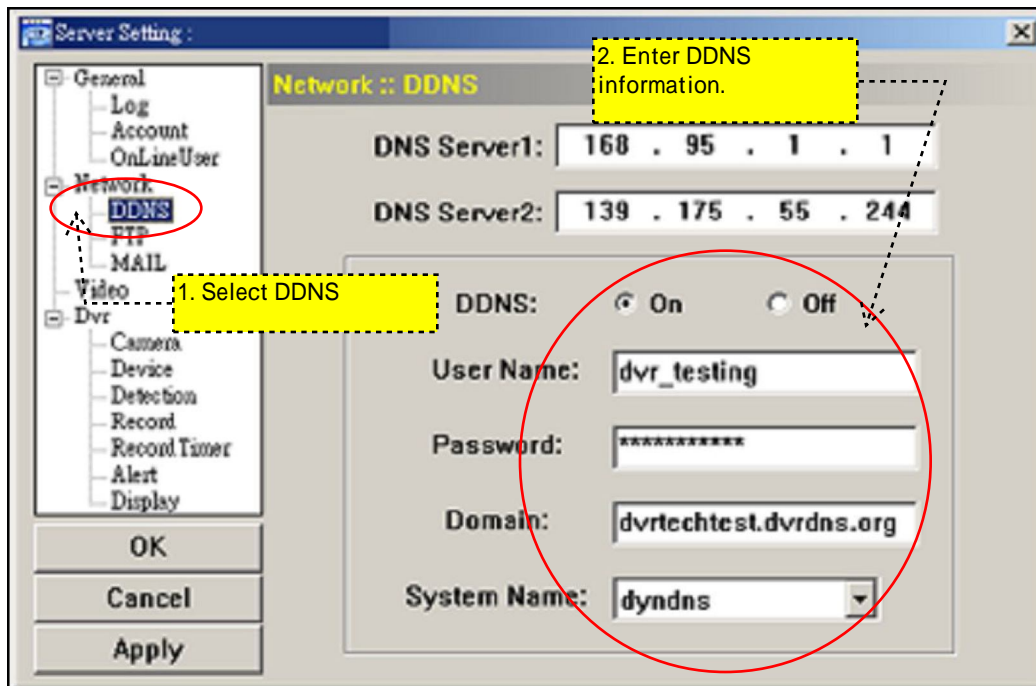 Server Setting :
General
Log
Account
OnLineUser
Network
DDNS
FTP
MAIL
Video
Dvr
Camera
Device
Detection
Record
Record Timer
Alert
Display
OK
Cancel
Apply
1. Select DDNS
2. Enter DDNS
information.
Network :: DDNS
DNS Server1: 168 . 95 . 1 . 1
DNS Server2: 139 . 175 . 55 . 244
DDNS: On Off
User Name: dvr_testing
Password: ***********
Domain: dvrtechtest.dvrdns.org
System Name: dyndns